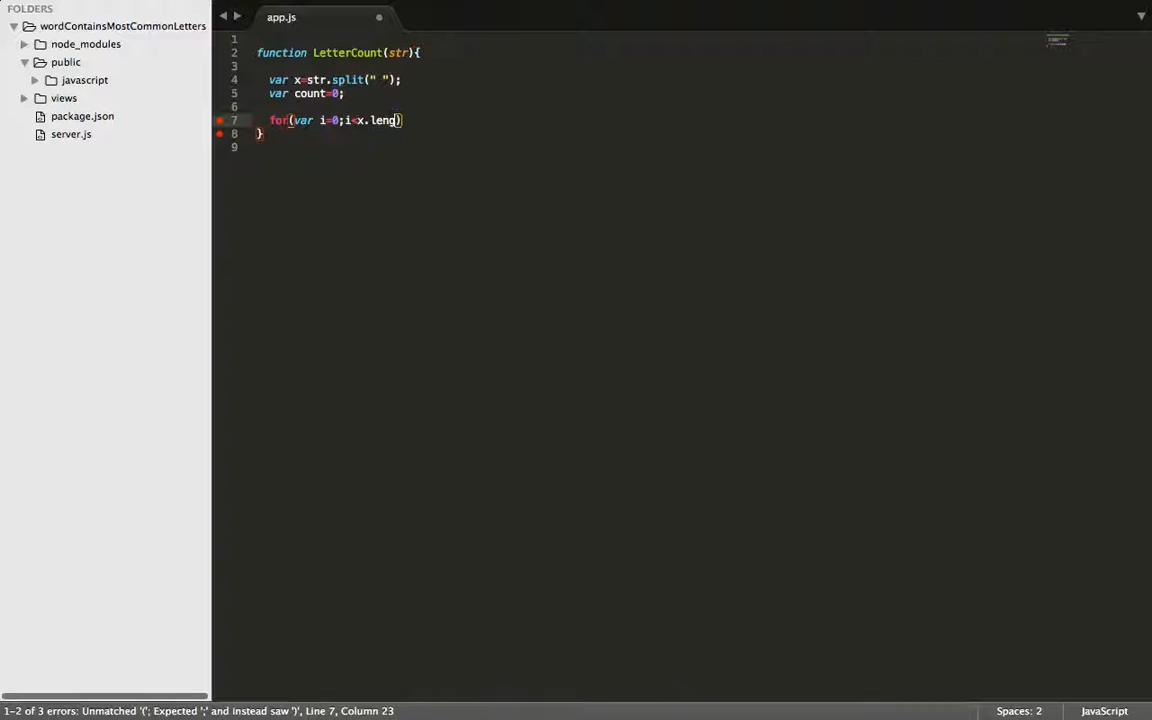 FOLDERS
wordContainsMostCommonLetters
node_modules
public
javascript
views
package.json
server.js
app.js
1
2 function LetterCount(str){
3
4 var x=str.split(" ");
5 var count=0;
6
7 for(var i=0;i<x.leng)
8 }
9
1-2 of 3 errors: Unmatched '('; Expected ';' and instead saw ')', Line 7, Column 23
Spaces: 2
JavaScript